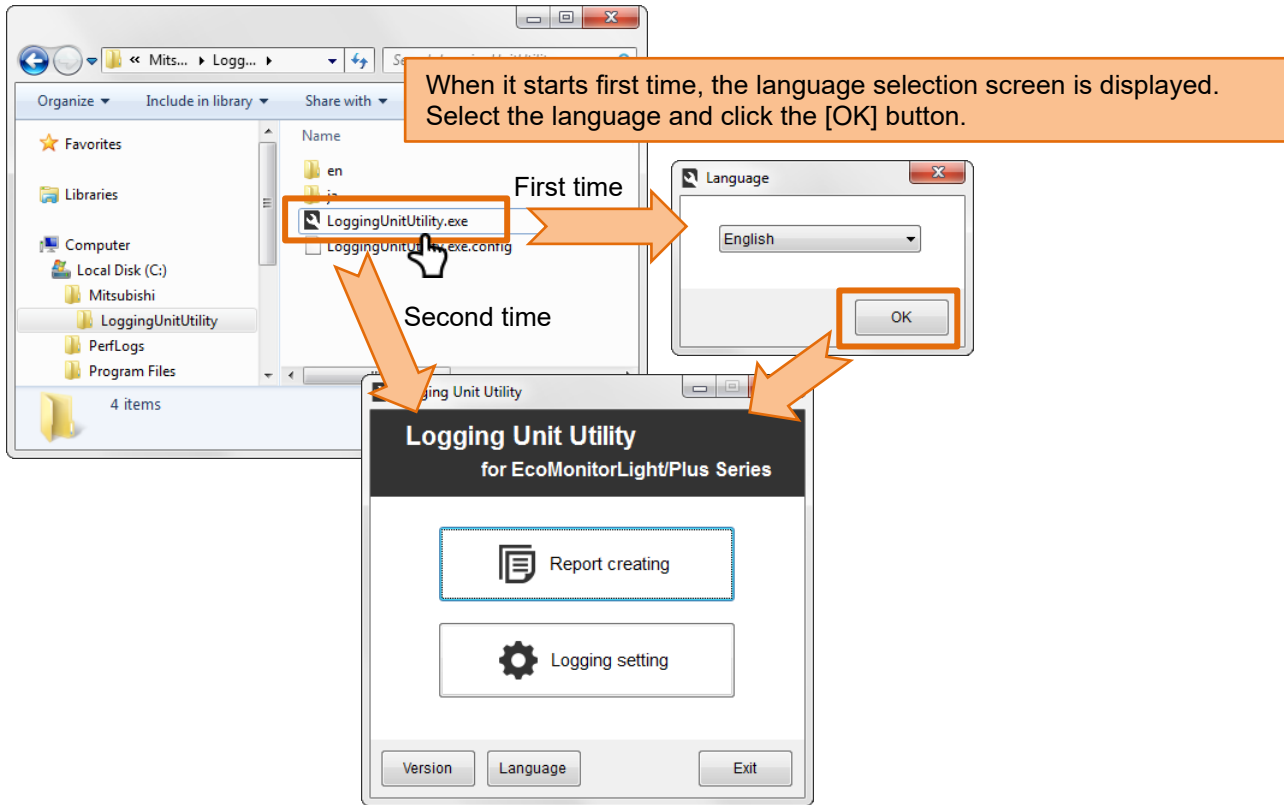 « Mits... ▸ Logg... ▸
When it starts first time, the language selection screen is displayed.
Select the language and click the [OK] button.
Organize
Include in library
Share with
Favorites
Libraries
Computer
Local Disk (C:)
Mitsubishi
LoggingUnitUtility
PerfLogs
Program Files
Name
en
LoggingUnitUtility.exe
LoggingUnitUtility.exe.config
4 items
First time
Second time
Language
English
OK
Logging Unit Utility
Logging Unit Utility
for EcoMonitorLight/Plus Series
Report creating
Logging setting
Version
Language
Exit